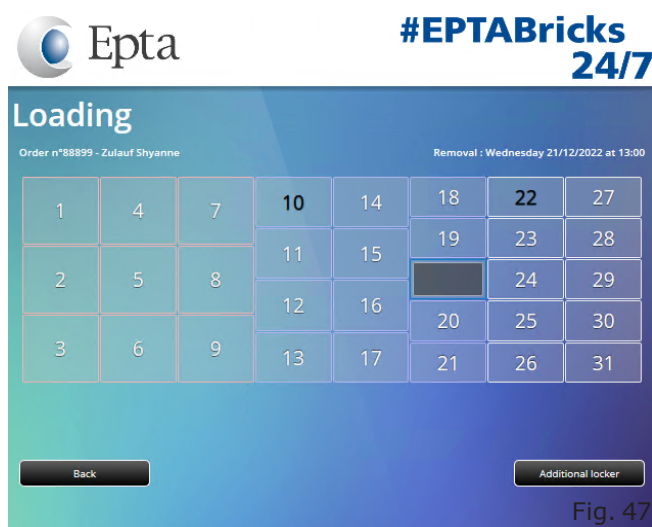 Epta
#EPTABricks
24/7
Loading
Order n°88899 - Zulauf Shyanne
Removal : Wednesday 21/12/2022 at 13:00
1 4 7 10 14 18 22 27
11 15 19 23 28
2 5 8 24 29
12 16 20 25 30
3 6 9 13 17 21 26 31
Back
Additional locker
Fig. 47